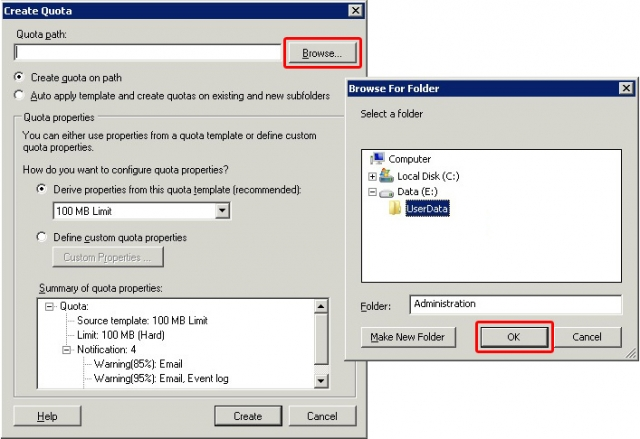 Create Quota
Quota path:
Browse...
Create quota on path
Auto apply template and create quotas on existing and new subfolders
Quota properties
You can either use properties from a quota template or define custom
quota properties.
How do you want to configure quota properties?
Derive properties from this quota template (recommended):
100 MB Limit
Define custom quota properties
Custom Properties ...
Summary of quota properties:
Quota:
Source template: 100 MB Limit
Limit: 100 MB (Hard)
Notification: 4
Warning(85%): Email
Warning(95%): Email, Event log
Help
Create
Cancel
Browse For Folder
Select a folder
Computer
Local Disk (C:)
Data (E:)
UserData
Folder:
Administration
Make New Folder
OK
Cancel